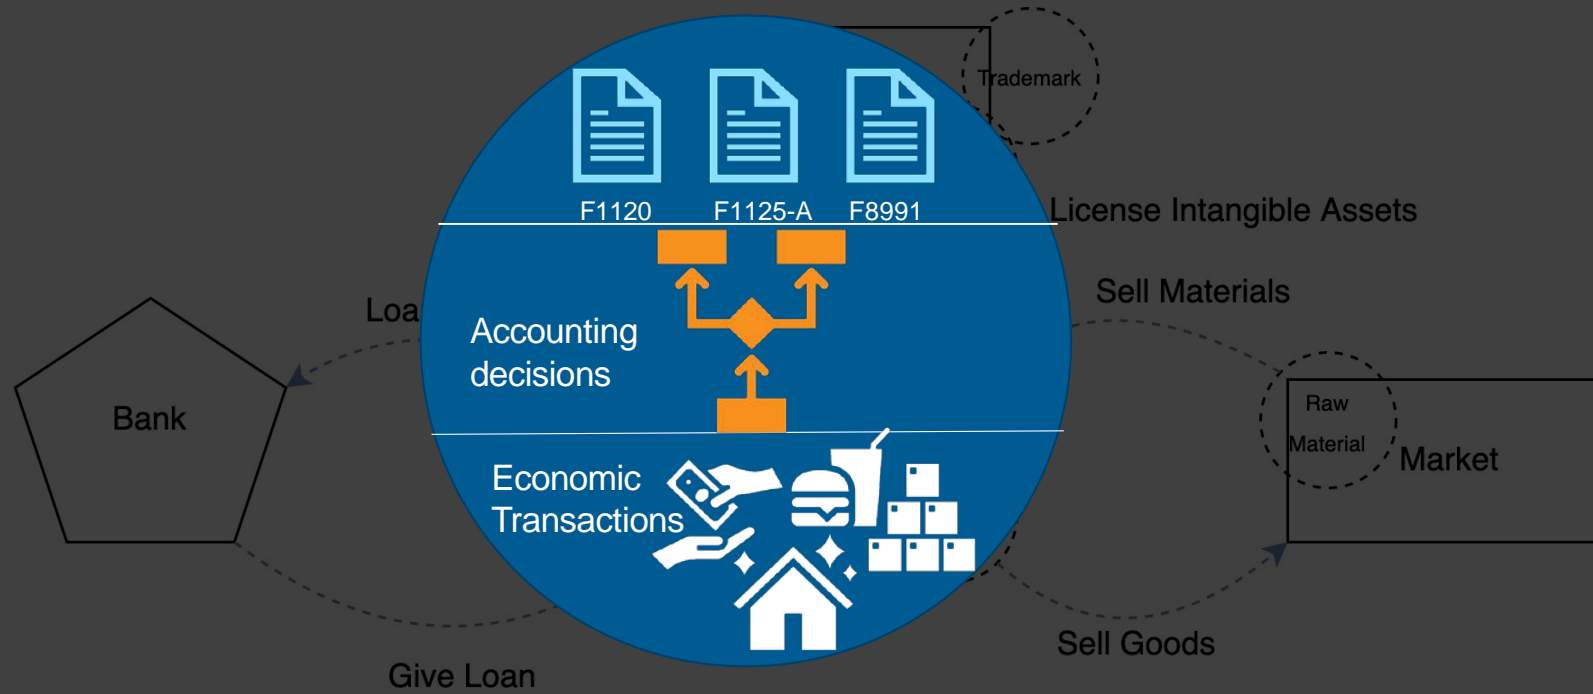 Trademark
F1120
F1125-A
F8991
License Intangible Assets
Sell Materials
Loa
Accounting
decisions
Bank
Raw
Material
Market
Economic
Transactions
Sell Goods
Give Loan